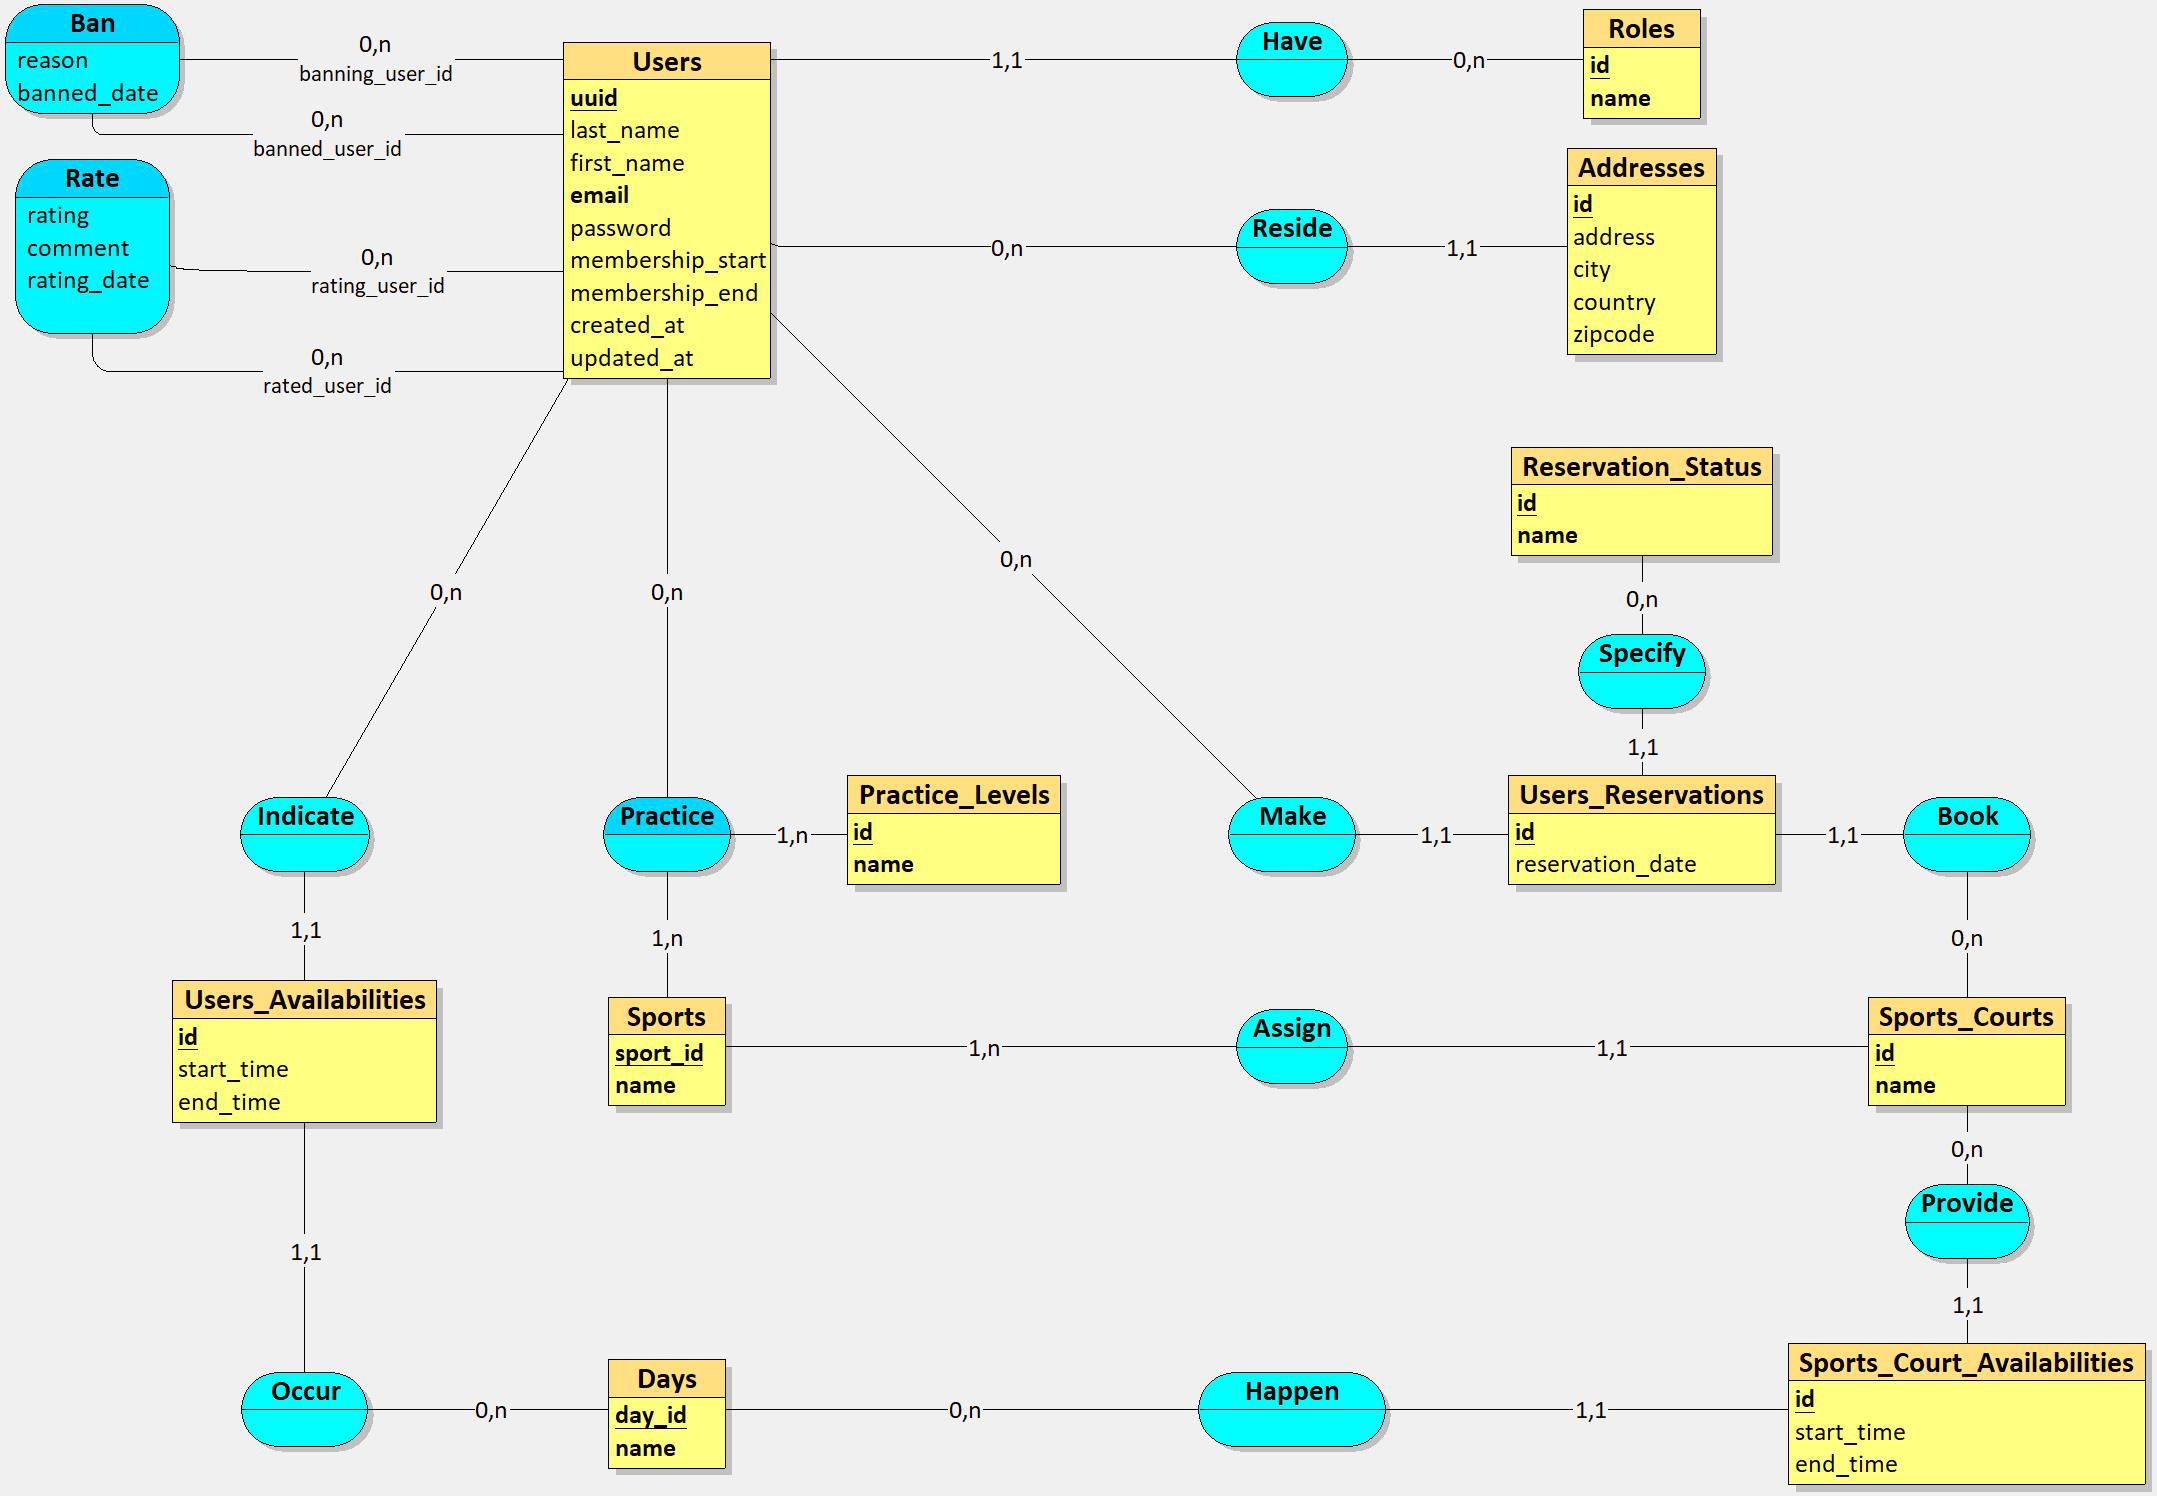 Ban
reason
banned_date
0,n
banning_user_id
0,n
banned_user_id
Rate
rating
comment
rating_date
0,n
rating_user_id
0,n
rated_user_id
Users
uuid
last_name
first_name
email
password
membership_start
membership_end
created_at
updated_at
1,1
Have
0,n
Roles
id
name
0,n
Reside
1,1
Addresses
id
address
city
country
zipcode
Reservation_Status
id
name
0,n
Specify
1,1
0,n
0,n
0,n
Indicate
Practice
1,n
Practice_Levels
id
name
Make
1,1
Users_Reservations
id
reservation_date
1,1
Book
1,1
1,n
0,n
Users_Availabilities
id
start_time
end_time
Sports
sport_id
name
1,n
Assign
1,1
Sports_Courts
id
name
0,n
Provide
1,1
1,1
Occur
0,n
Days
day_id
name
0,n
Happen
1,1
Sports_Court_Availabilities
id
start_time
end_time